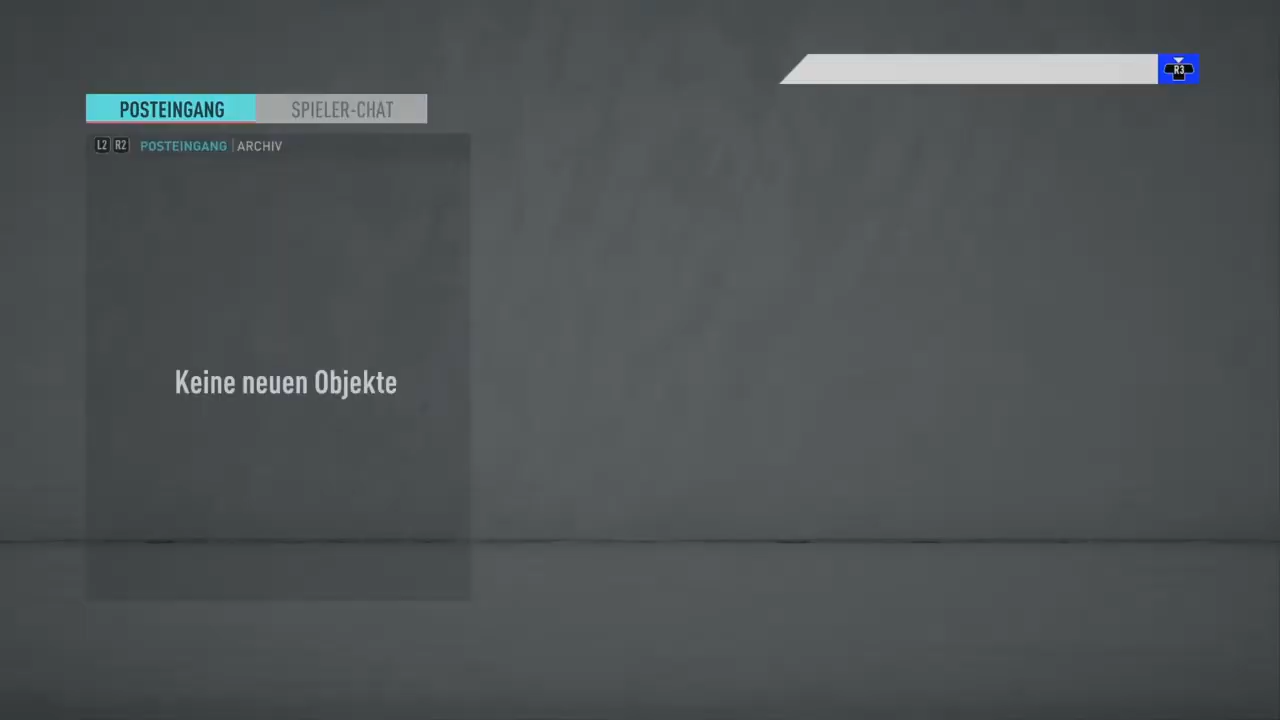 R3
POSTEINGANG SPIELER-CHAT
L2 R2 POSTEINGANG | ARCHIV
Keine neuen Objekte